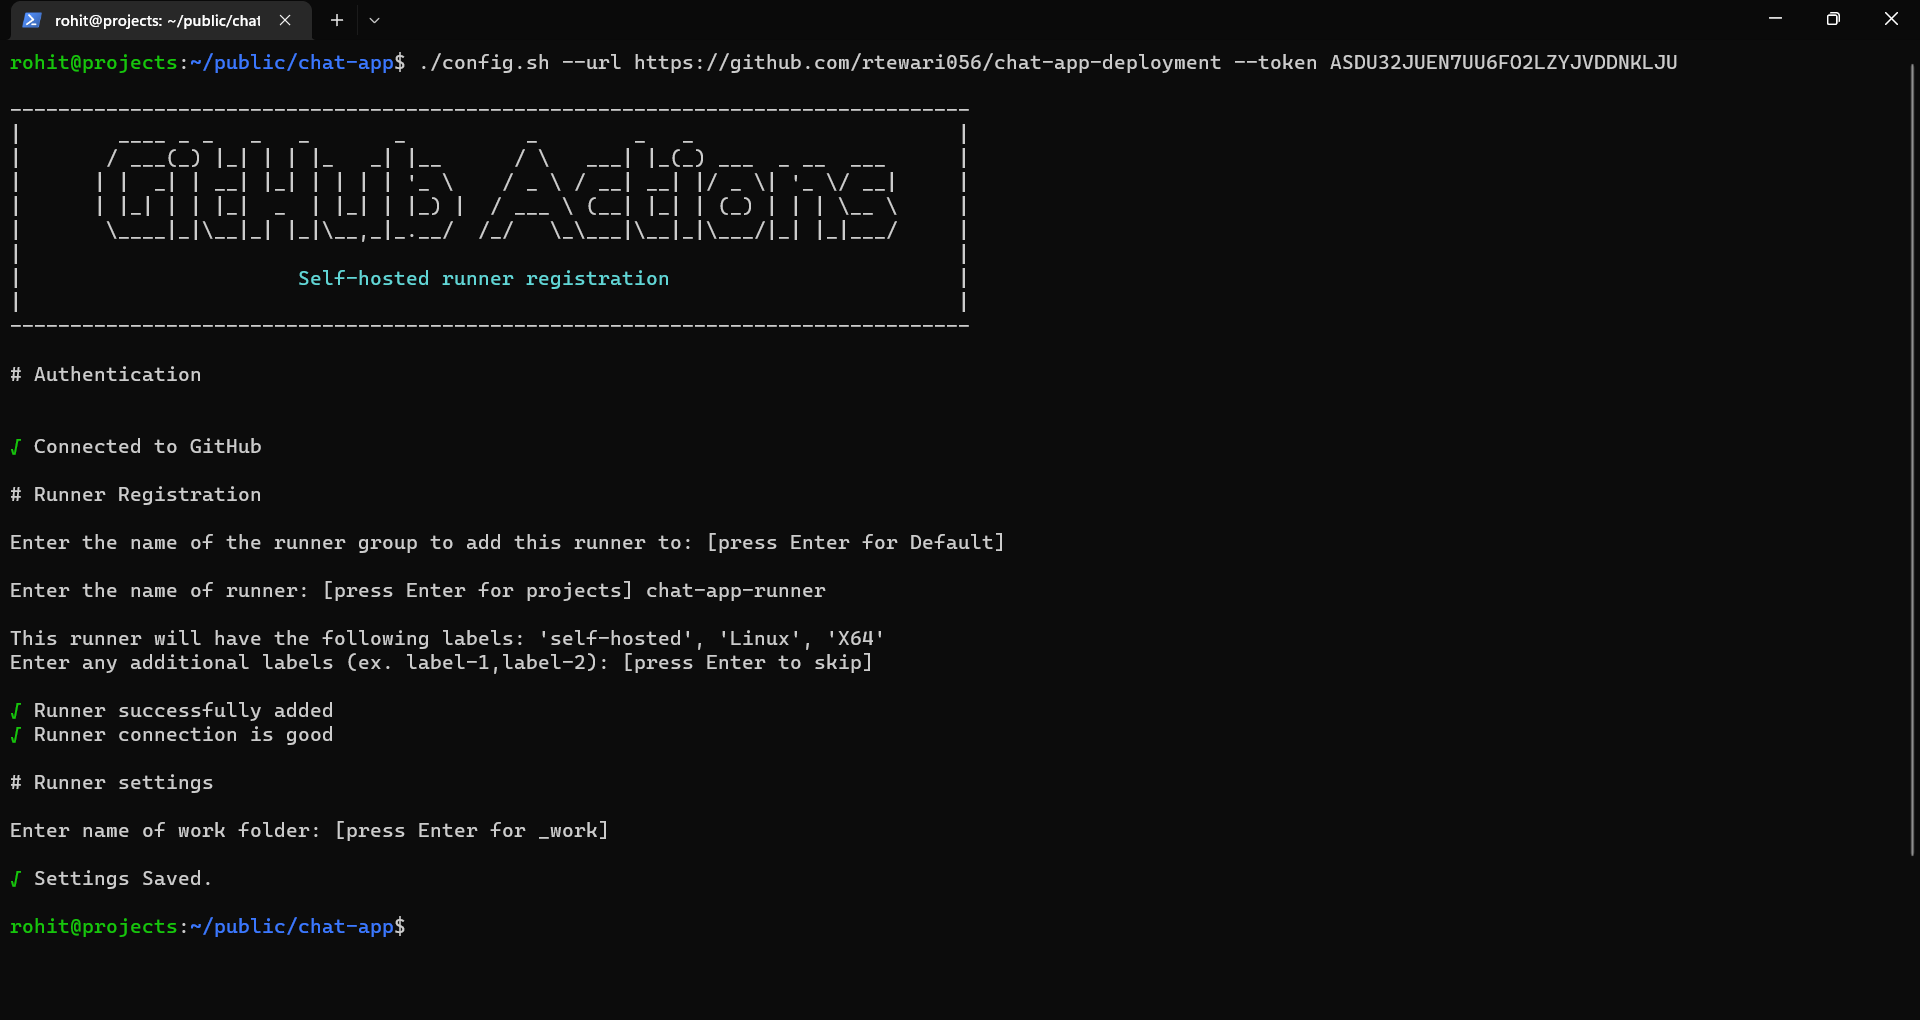 rohit@projects: ~/public/chat
rohit@projects:~/public/chat-app$ ./config.sh --url https://github.com/rtewari056/chat-app-deployment --token ASDU32JUEN7UU6FO2LZYJVDDNKLJU
GitHub Actions
Self-hosted runner registration
# Authentication
√ Connected to GitHub
# Runner Registration
Enter the name of the runner group to add this runner to: [press Enter for Default]
Enter the name of runner: [press Enter for projects] chat-app-runner
This runner will have the following labels: 'self-hosted', 'Linux', 'X64'
Enter any additional labels (ex. label-1,label-2): [press Enter to skip]
√ Runner successfully added
√ Runner connection is good
# Runner settings
Enter name of work folder: [press Enter for _work]
√ Settings Saved.
rohit@projects:~/public/chat-app$